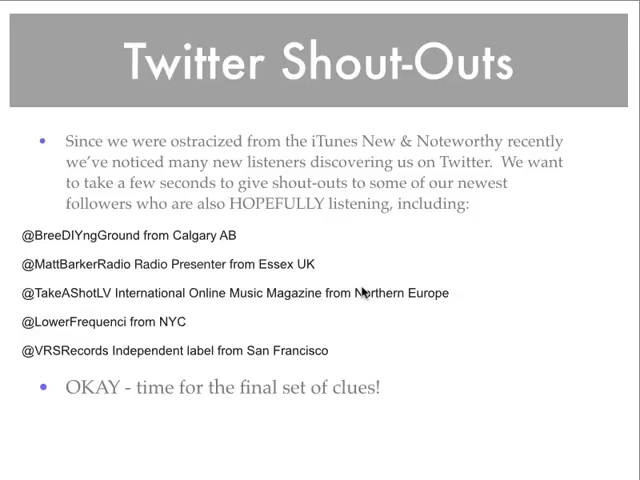 Twitter Shout-Outs
• Since we were ostracized from the iTunes New & Noteworthy recently
we've noticed many new listeners discovering us on Twitter. We want
to take a few seconds to give shout-outs to some of our newest
followers who are also HOPEFULLY listening, including:
@BreeDIYngGround from Calgary AB
@MattBarkerRadio Radio Presenter from Essex UK
@TakeAShotLV International Online Music Magazine from Northern Europe
@LowerFrequenci from NYC
@VRSRecords Independent label from San Francisco
• OKAY - time for the final set of clues!